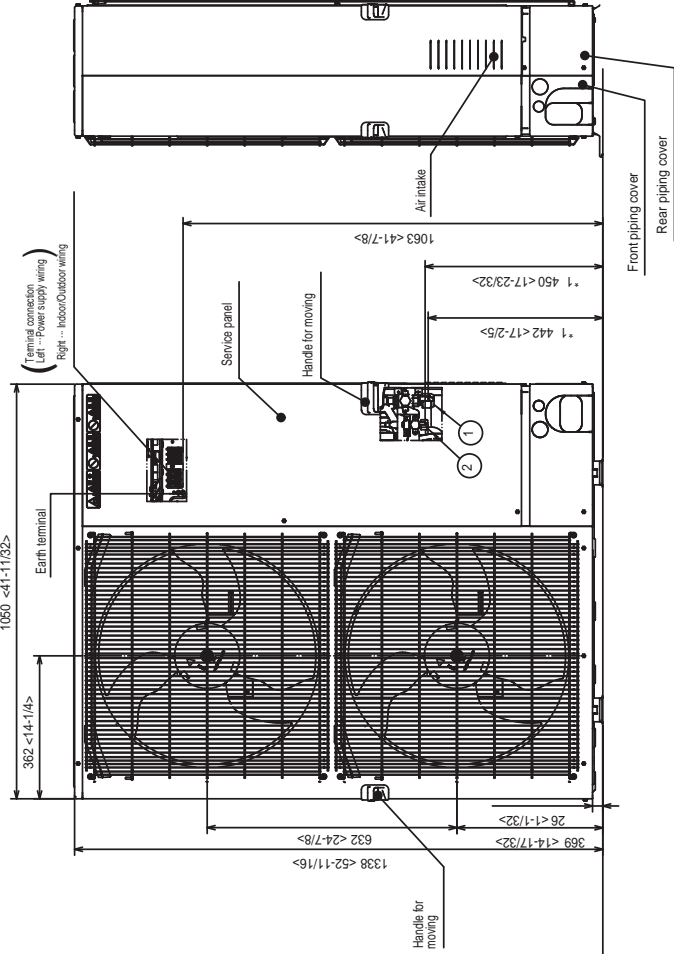 Air intake
Front piping cover
Rear piping cover
1063 <41-7/8>
*1 450 <17-23/32>
*1 442 <17-2/5>
Terminal connection
Left ··· Power supply wiring
Right ··· Indoor/Outdoor wiring
Service panel
Handle for moving
1
2
Earth terminal
1050 <41-11/32>
362 <14-1/4>
26 <1-1/32>
632 <24-7/8>
369 <14-17/32>
1338 <52-11/16>
Handle for
moving